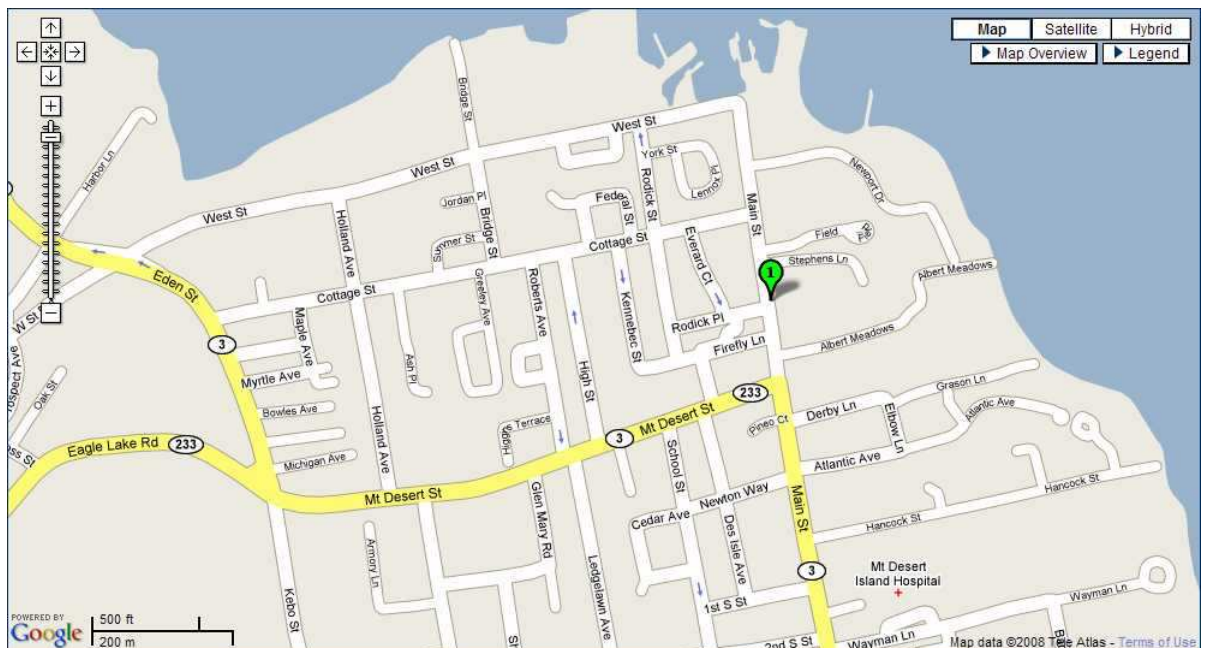 Map
Satellite
Hybrid
Map Overview
Legend
Bridge St
West St
Harbor Ln
West St
York St
Lennox Pl
Newport Dr
West St
Jordan Pl
Federal St
Rodick St
Main St
Holland Ave
Bridge St
Summer St
Cottage St
Everard Ct
Field
Stephens Ln
Albert Meadows
Eden St
Cottage St
Greeley Ave
Roberts Ave
Kennebec St
1
W St
Maple Ave
Rodick Pl
Firefly Ln
Albert Meadows
3
Ash Pl
High St
Myrtle Ave
Oak St
Bowles Ave
Holland Ave
233
Mt Desert St
Derby Ln
Grason Ln
Atlantic Ave
Pineo Ct
Elbow Ln
Eagle Lake Rd
233
3
School St
Michigan Ave
Atlantic Ave
Mt Desert St
Glen Mary Rd
Newton Way
Main St
Hancock St
Cedar Ave
Des Isle Ave
Hancock St
Armory Ln
Ledgelawn Ave
3
Mt Desert
Island Hospital
Kebo St
1st S St
Wayman Ln
2nd S St
Wayman Ln
POWERED BY
Google
500 ft
200 m
Map data ©2008 Tele Atlas - Terms of Use